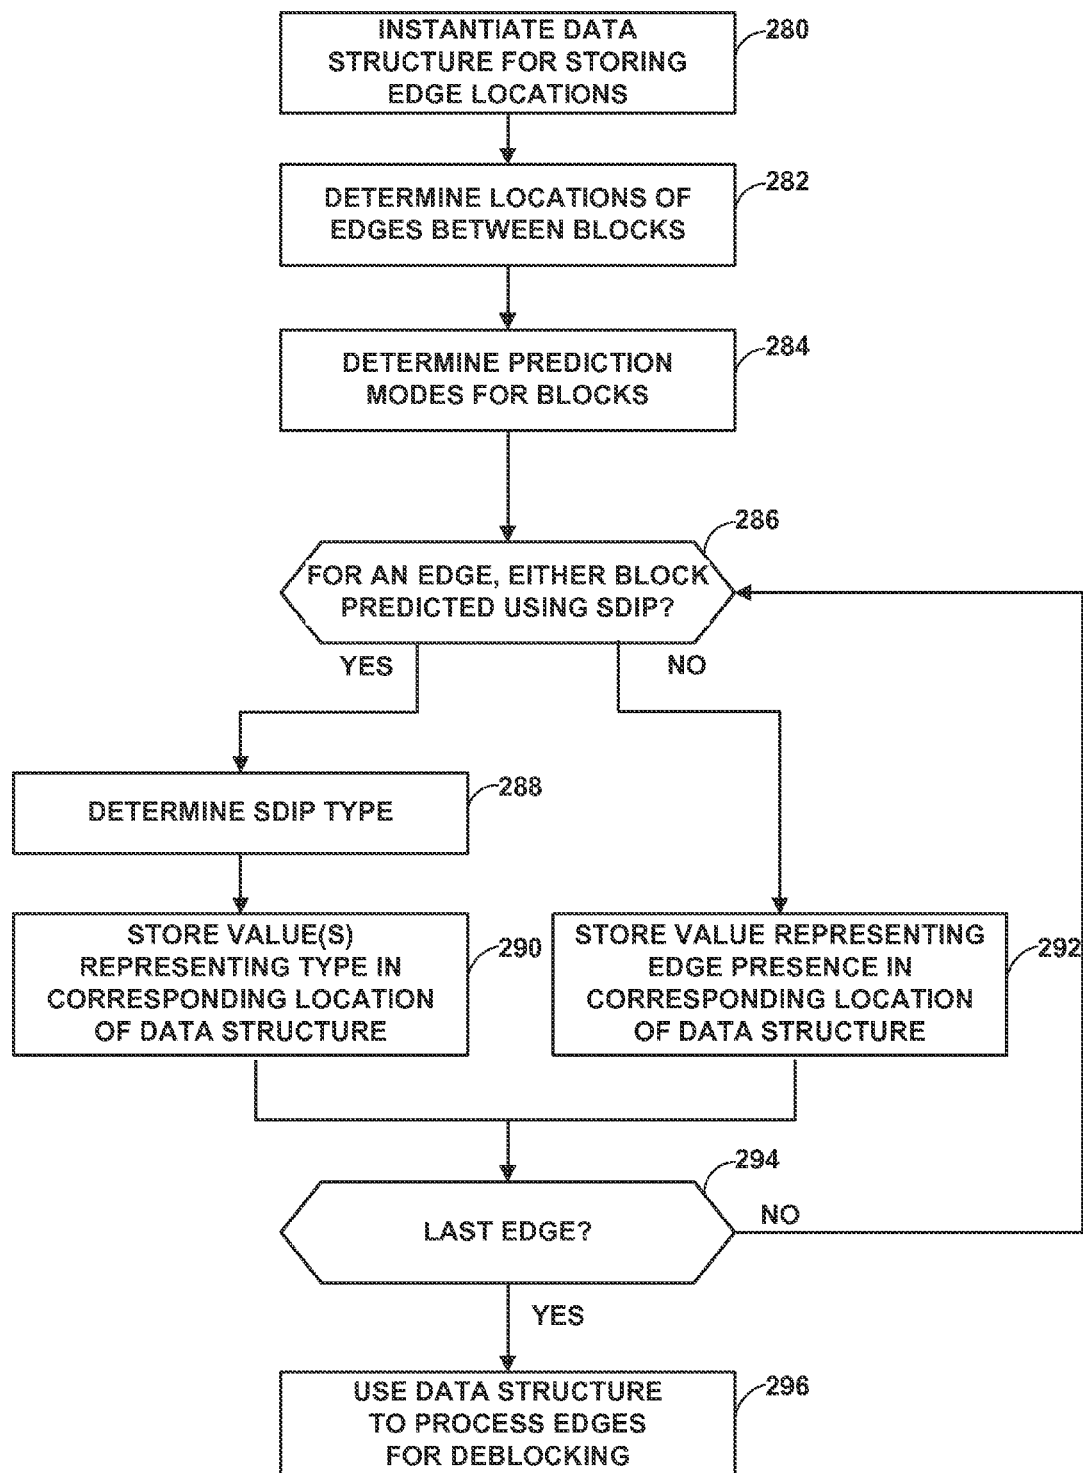 INSTANTIATE DATA
STRUCTURE FOR STORING
EDGE LOCATIONS
280
DETERMINE LOCATIONS OF
EDGES BETWEEN BLOCKS
282
DETERMINE PREDICTION
MODES FOR BLOCKS
284
286
FOR AN EDGE, EITHER BLOCK
PREDICTED USING SDIP?
YES
NO
DETERMINE SDIP TYPE
288
STORE VALUE(S)
REPRESENTING TYPE IN
CORRESPONDING LOCATION
OF DATA STRUCTURE
290
STORE VALUE REPRESENTING
EDGE PRESENCE IN
CORRESPONDING LOCATION
OF DATA STRUCTURE
292
294
LAST EDGE?
NO
YES
USE DATA STRUCTURE
TO PROCESS EDGES
FOR DEBLOCKING
296